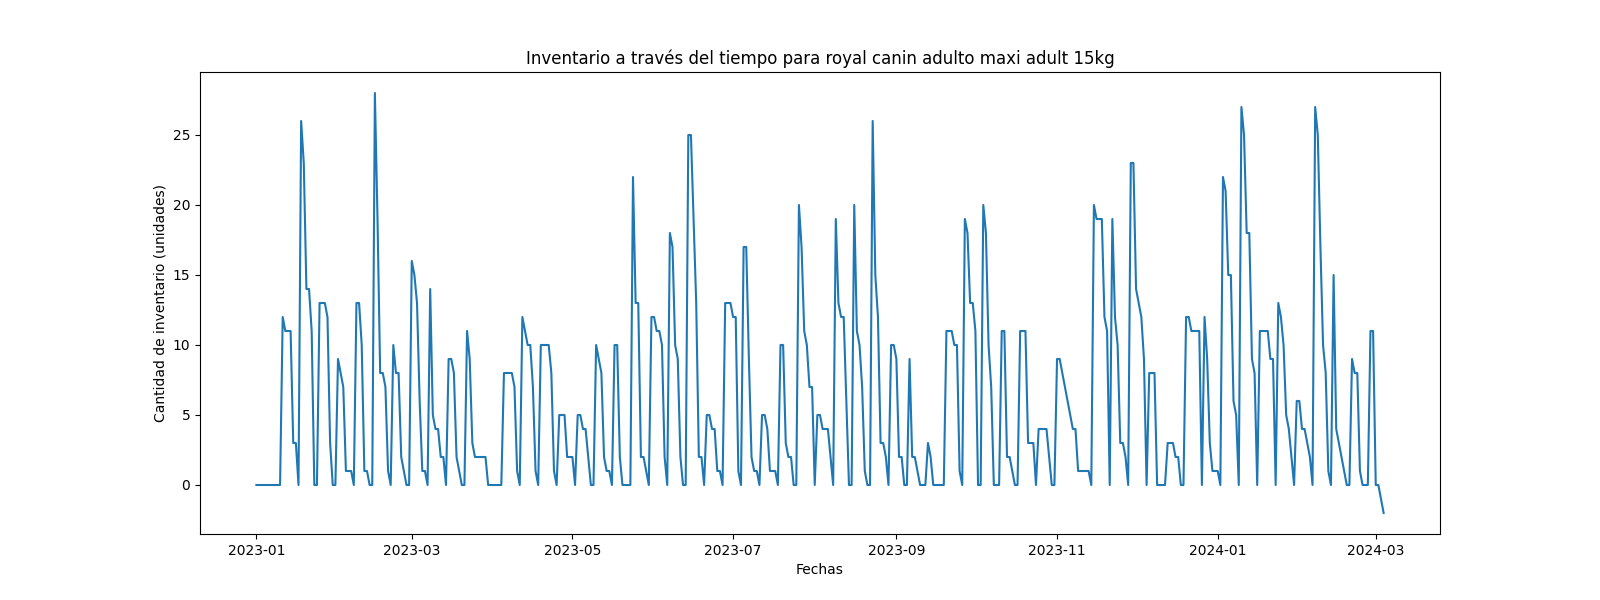 Inventario a través del tiempo para royal canin adulto maxi adult 15kg
Cantidad de inventario (unidades)
25
20
15
10
5
0
2023-01 2023-03 2023-05 2023-07 2023-09 2023-11 2024-01 2024-03
Fechas